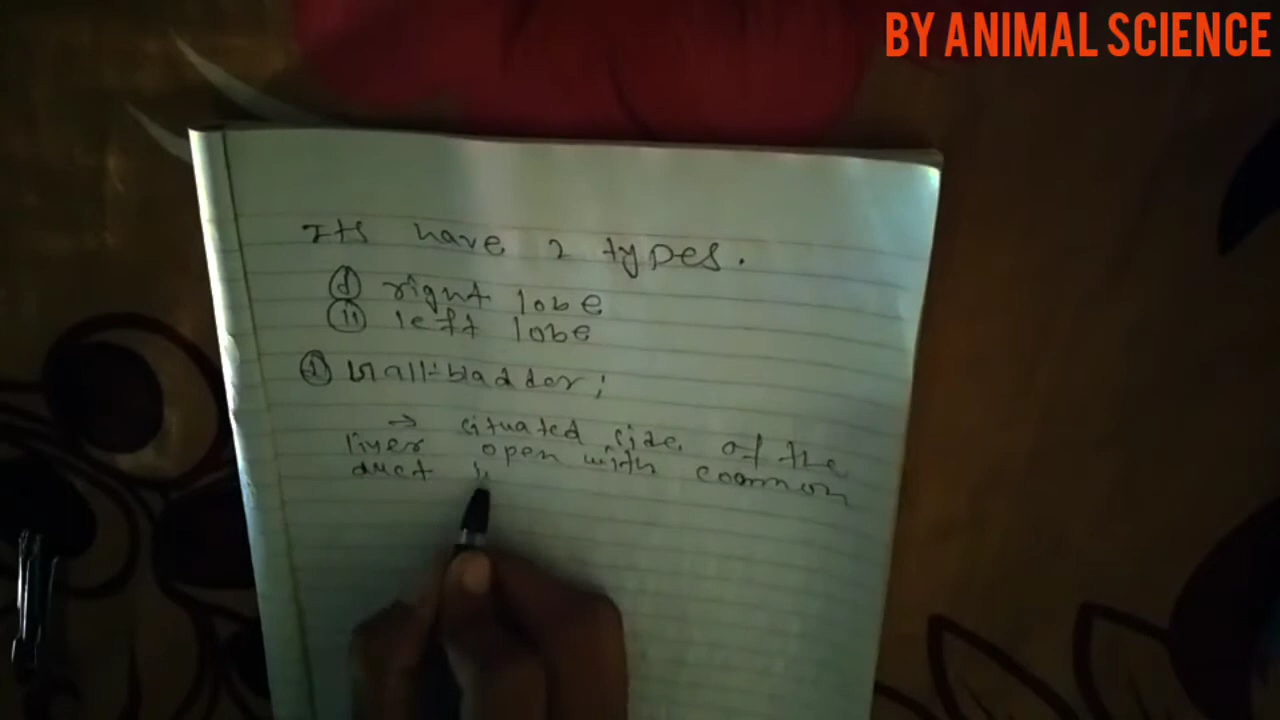 BY ANIMAL SCIENCE
Its have 2 types.
(i) right lobe
(ii) left lobe
(1) Gall-bladder;
→ situated side of the
liver open with common
duct